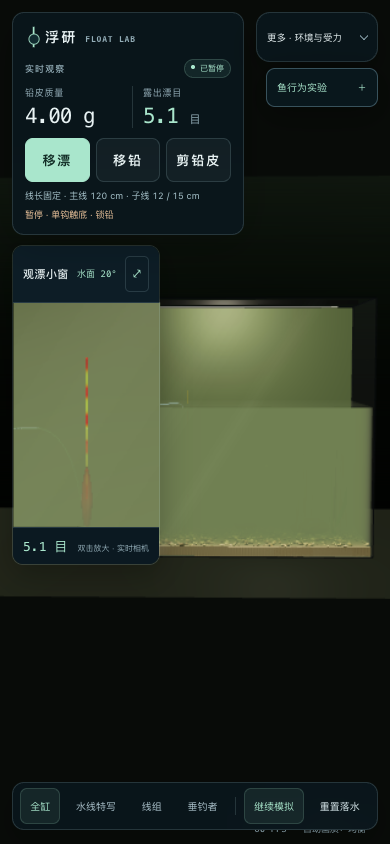 浮研 FLOAT LAB
更多 · 环境与受力
实时观察
已暂停
鱼行为实验 +
铅皮质量
露出漂目
4.00 g
5.1 目
移漂
移铅
剪铅皮
线长固定 · 主线 120 cm · 子线 12 / 15 cm
暂停 · 单钩触底 · 锁铅
观漂小窗 水面 20°
5.1 目 双击放大 · 实时相机
全缸
水线特写
线组
垂钓者
继续模拟
重置落水